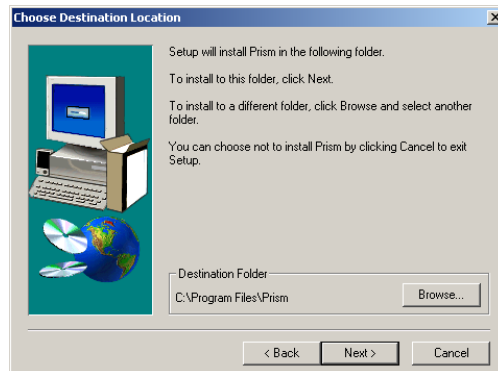 Choose Destination Location
Setup will install Prism in the following folder.
To install to this folder, click Next.
To install to a different folder, click Browse and select another
folder.
You can choose not to install Prism by clicking Cancel to exit
Setup.
Destination Folder
C:\Program Files\Prism
Browse...
< Back
Next >
Cancel